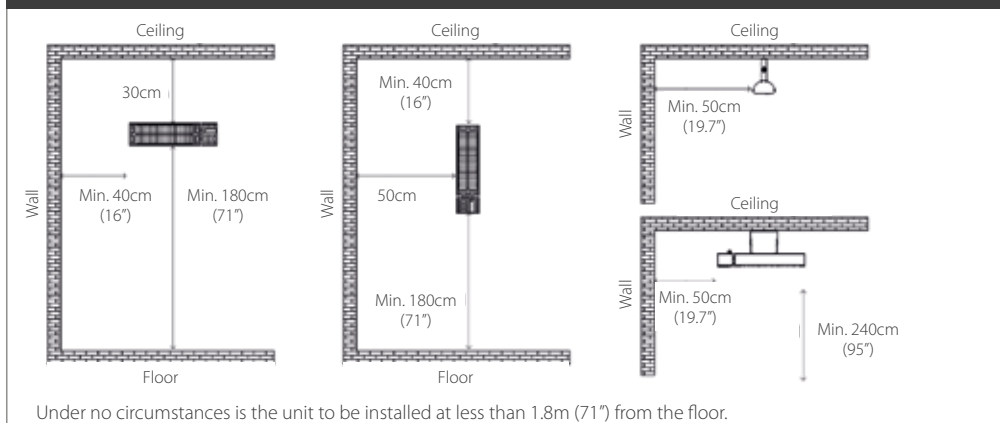 Ceiling
30cm
Wall
Min. 40cm
(16”)
Min. 180cm
(71”)
Floor
Ceiling
Min. 40cm
(16”)
Wall
50cm
Min. 180cm
(71”)
Floor
Ceiling
Wall
Min. 50cm
(19.7”)
Ceiling
Wall
Min. 50cm
(19.7”)
Min. 240cm
(95”)
Under no circumstances is the unit to be installed at less than 1.8m (71”) from the floor.